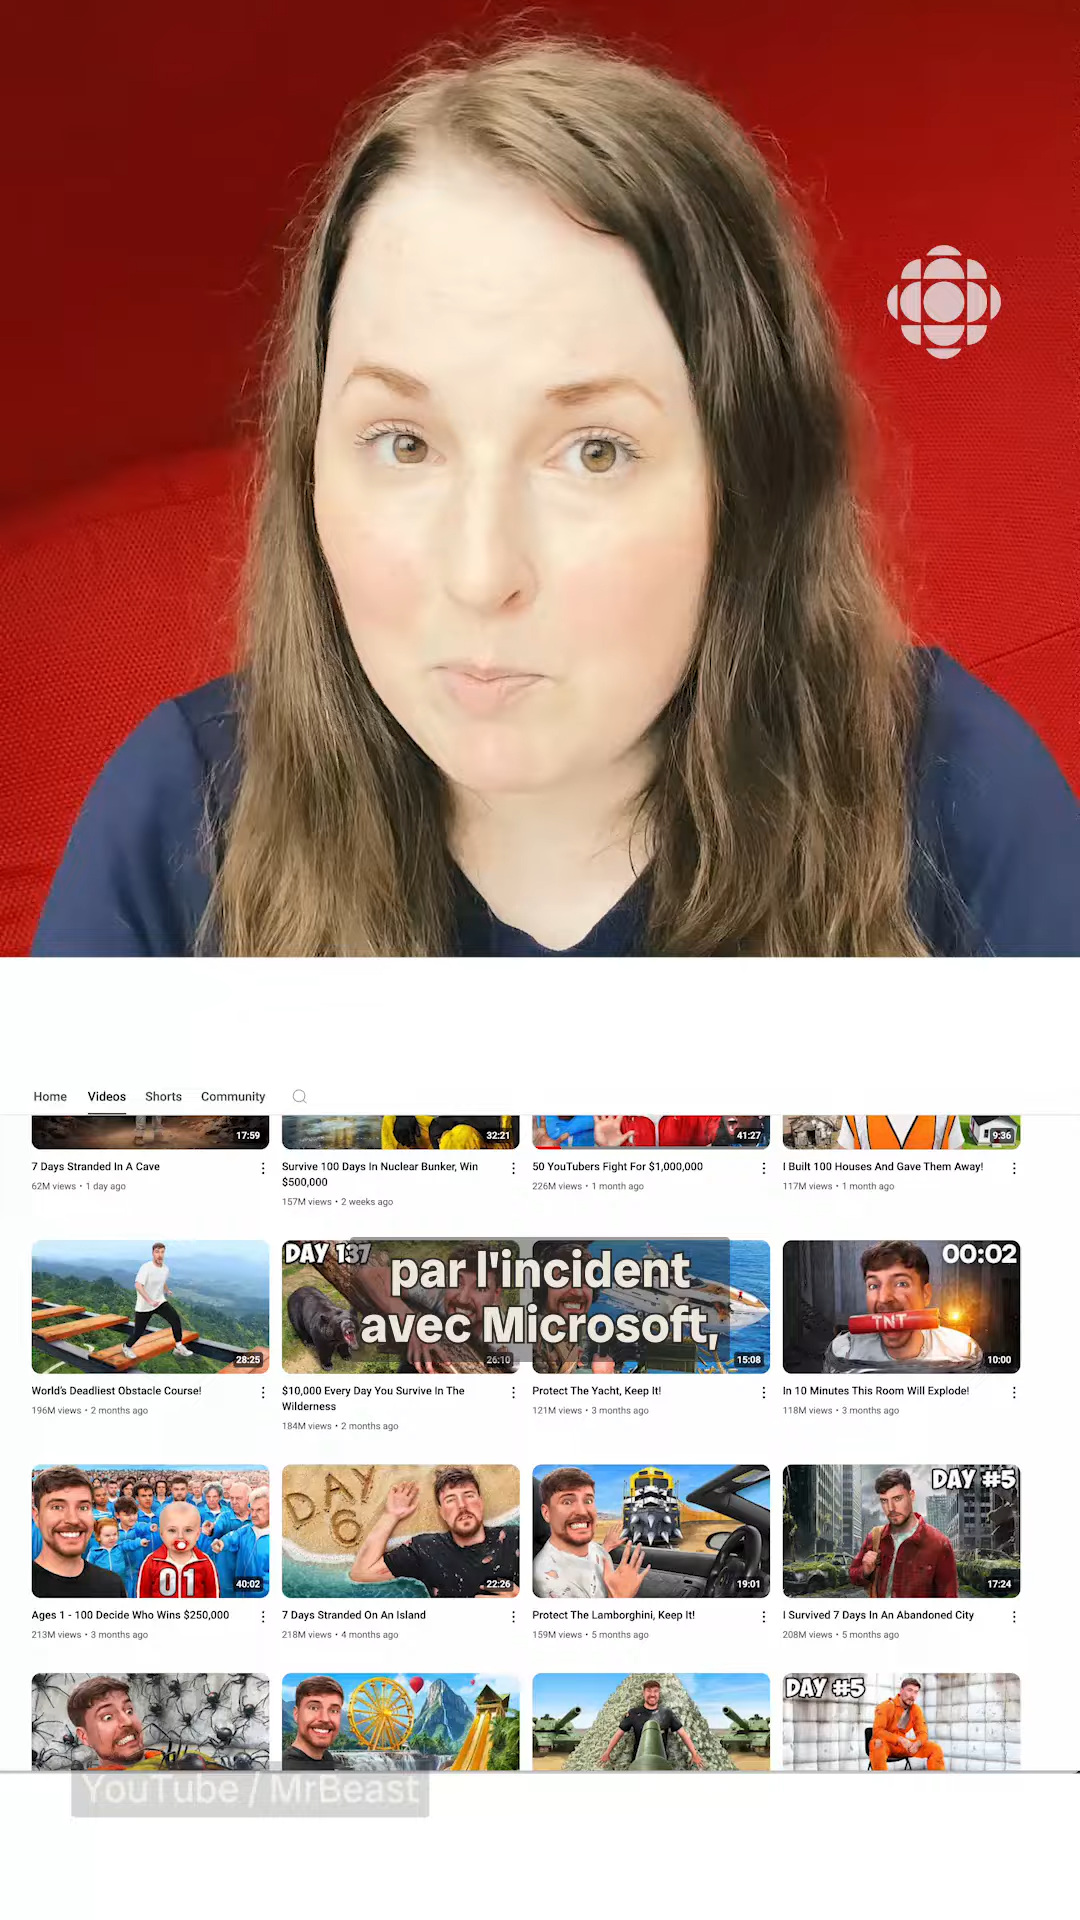 Home Videos Shorts Community
17:59
32:21
41:27
9:36
7 Days Stranded In A Cave
62M views • 1 day ago
Survive 100 Days In Nuclear Bunker, Win
$500,000
157M views • 2 weeks ago
50 YouTubers Fight For $1,000,000
226M views • 1 month ago
I Built 100 Houses And Gave Them Away!
117M views • 1 month ago
28:25
DAY 137
26:10
15:08
00:02
TNT
10:00
par l'incident
avec Microsoft,
World's Deadliest Obstacle Course!
196M views • 2 months ago
$10,000 Every Day You Survive In The
Wilderness
184M views • 2 months ago
Protect The Yacht, Keep It!
121M views • 3 months ago
In 10 Minutes This Room Will Explode!
118M views • 3 months ago
01
40:02
DAY
6
22:26
19:01
DAY #5
17:24
Ages 1 - 100 Decide Who Wins $250,000
213M views • 3 months ago
7 Days Stranded On An Island
218M views • 4 months ago
Protect The Lamborghini, Keep It!
159M views • 5 months ago
I Survived 7 Days In An Abandoned City
208M views • 5 months ago
DAY #5
YouTube / MrBeast